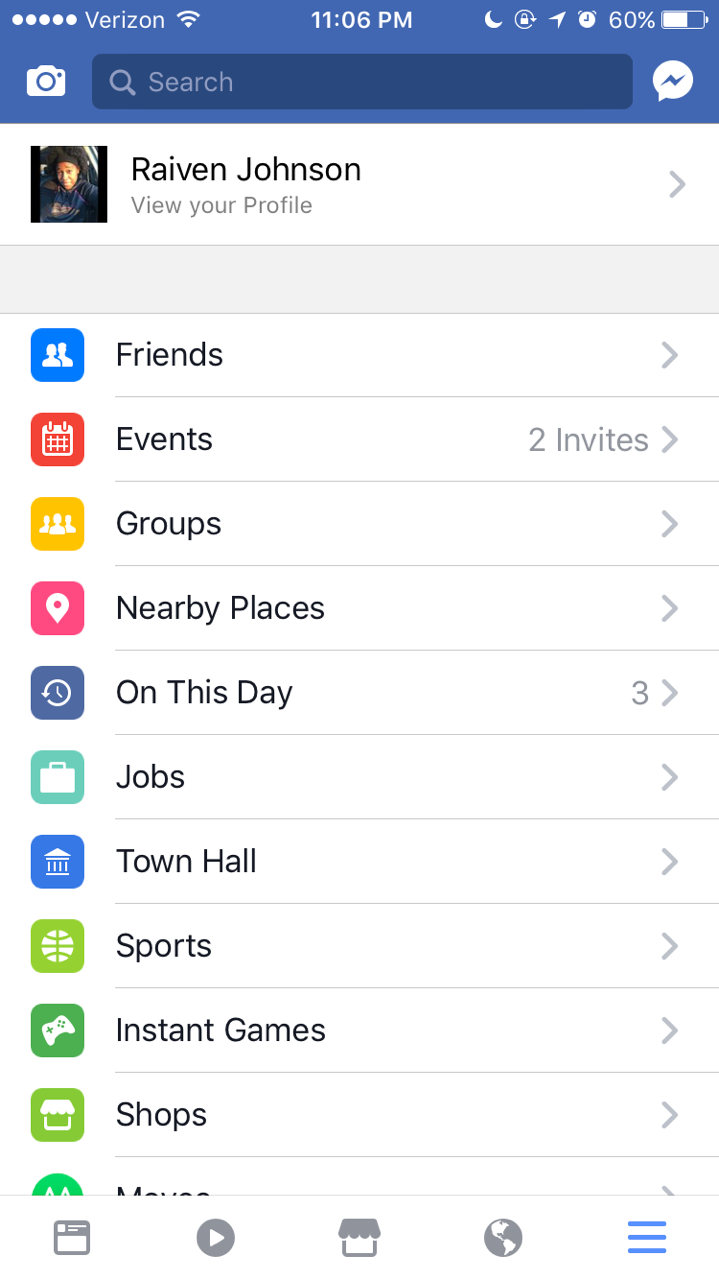 Verizon 11:06 PM 60%
Search
Raiven Johnson
View your Profile
Friends
Events 2 Invites
Groups
Nearby Places
On This Day 3
Jobs
Town Hall
Sports
Instant Games
Shops
Moves